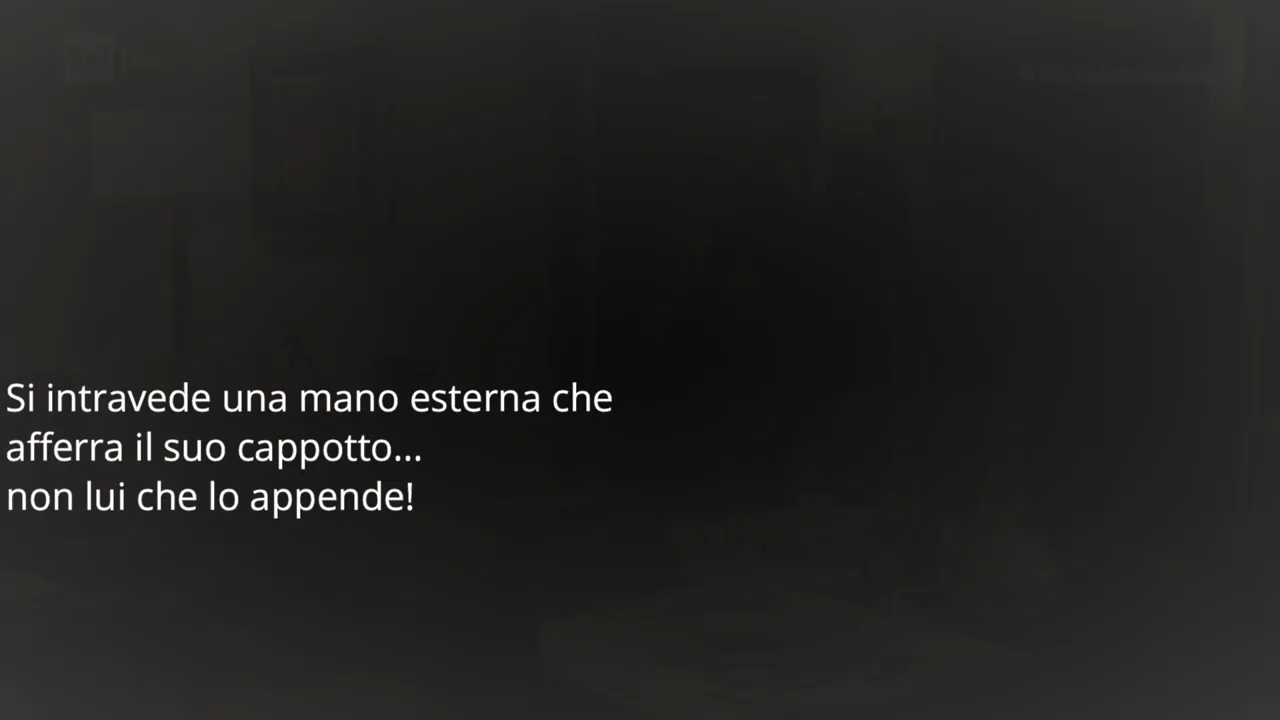 Si intravede una mano esterna che
afferra il suo cappotto...
non lui che lo appende!